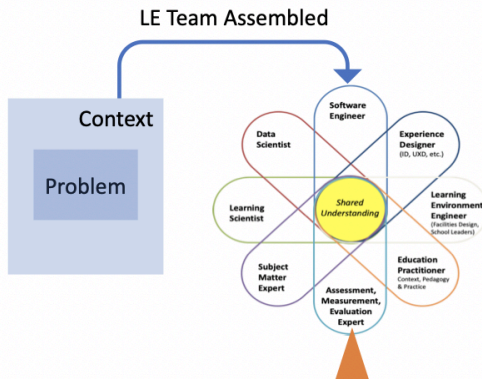 LE Team Assembled
Context
Problem
Software
Engineer
Data
Scientist
Experience
Designer
(ID, UXD, etc.)
Learning
Scientist
Shared
Understanding
Learning
Environment
Engineer
(Facilities Design,
School Leaders)
Subject
Matter
Expert
Education
Practitioner
Context, Pedagogy
& Practice
Assessment,
Measurement,
Evaluation
Expert